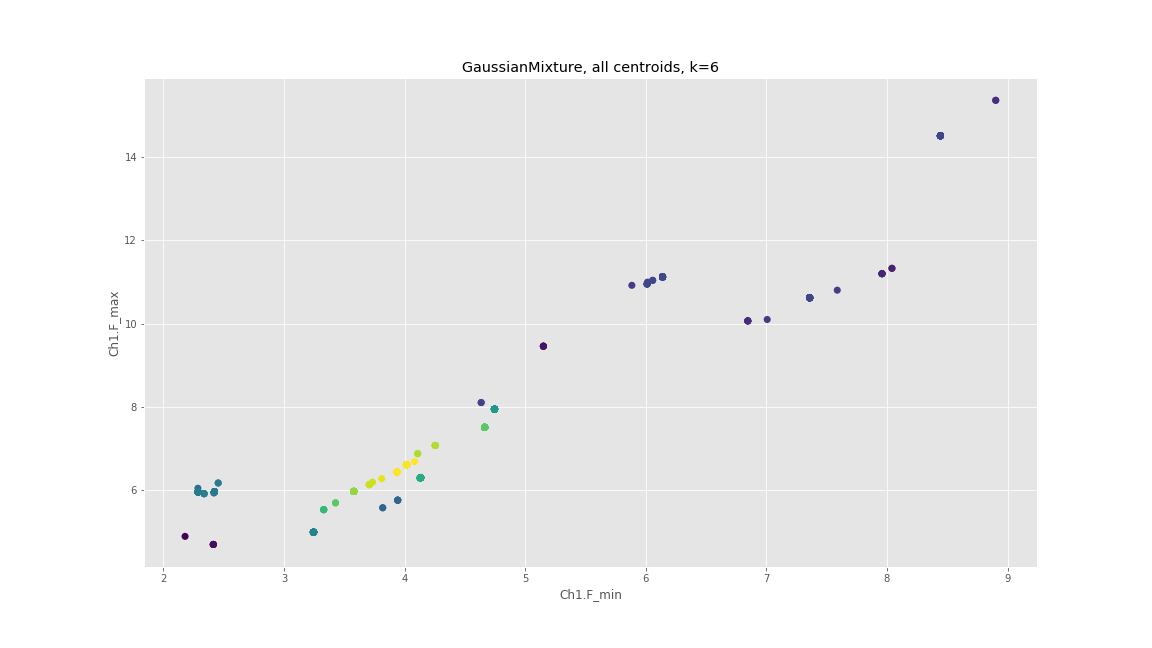 GaussianMixture, all centroids, k=6
14
12
10
8
6
Ch1.F_max
2 3 4 5 6 7 8 9
Ch1.F_min